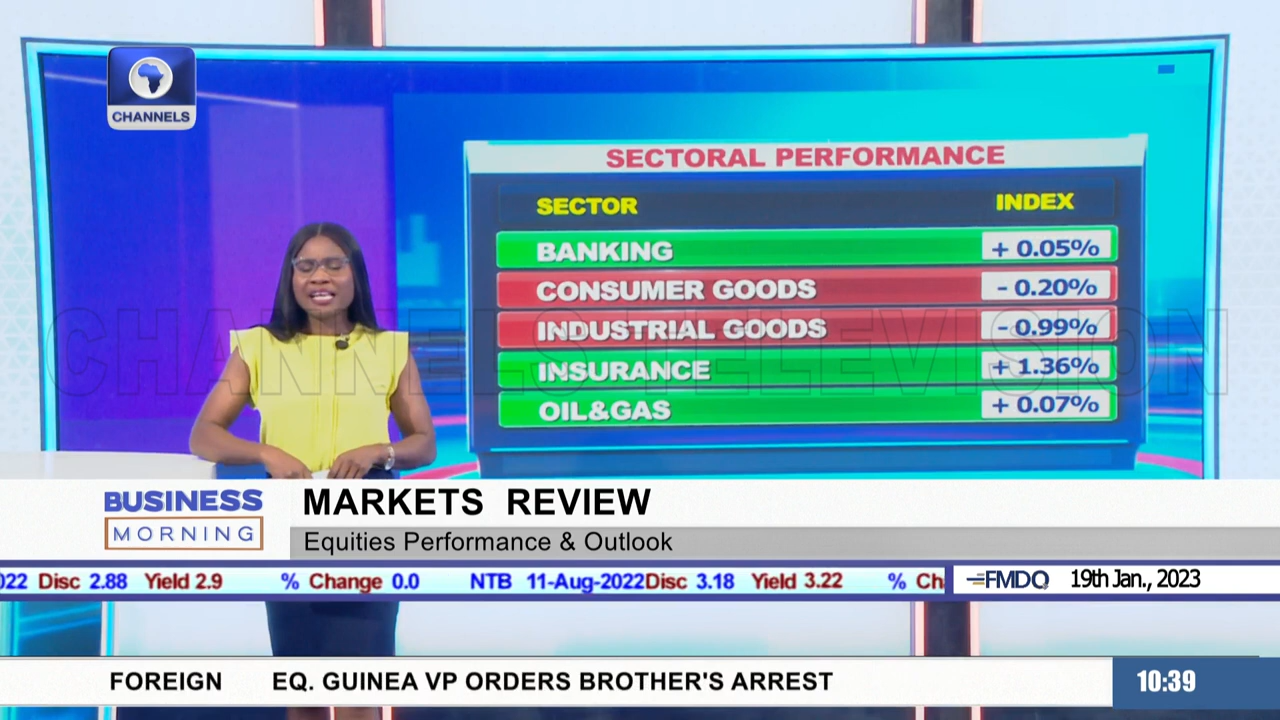 CHANNELS
SECTORAL PERFORMANCE
SECTOR INDEX
BANKING + 0.05%
CONSUMER GOODS - 0.20%
INDUSTRIAL GOODS - 0.99%
INSURANCE + 1.36%
OIL&GAS + 0.07%
CHANNELS TELEVISION
BUSINESS
MORNING
MARKETS REVIEW
Equities Performance & Outlook
022 Disc 2.88 Yield 2.9 % Change 0.0 NTB 11-Aug-2022Disc 3.18 Yield 3.22 % Ch
FMDQ 19th Jan., 2023
FOREIGN EQ. GUINEA VP ORDERS BROTHER'S ARREST
10:39